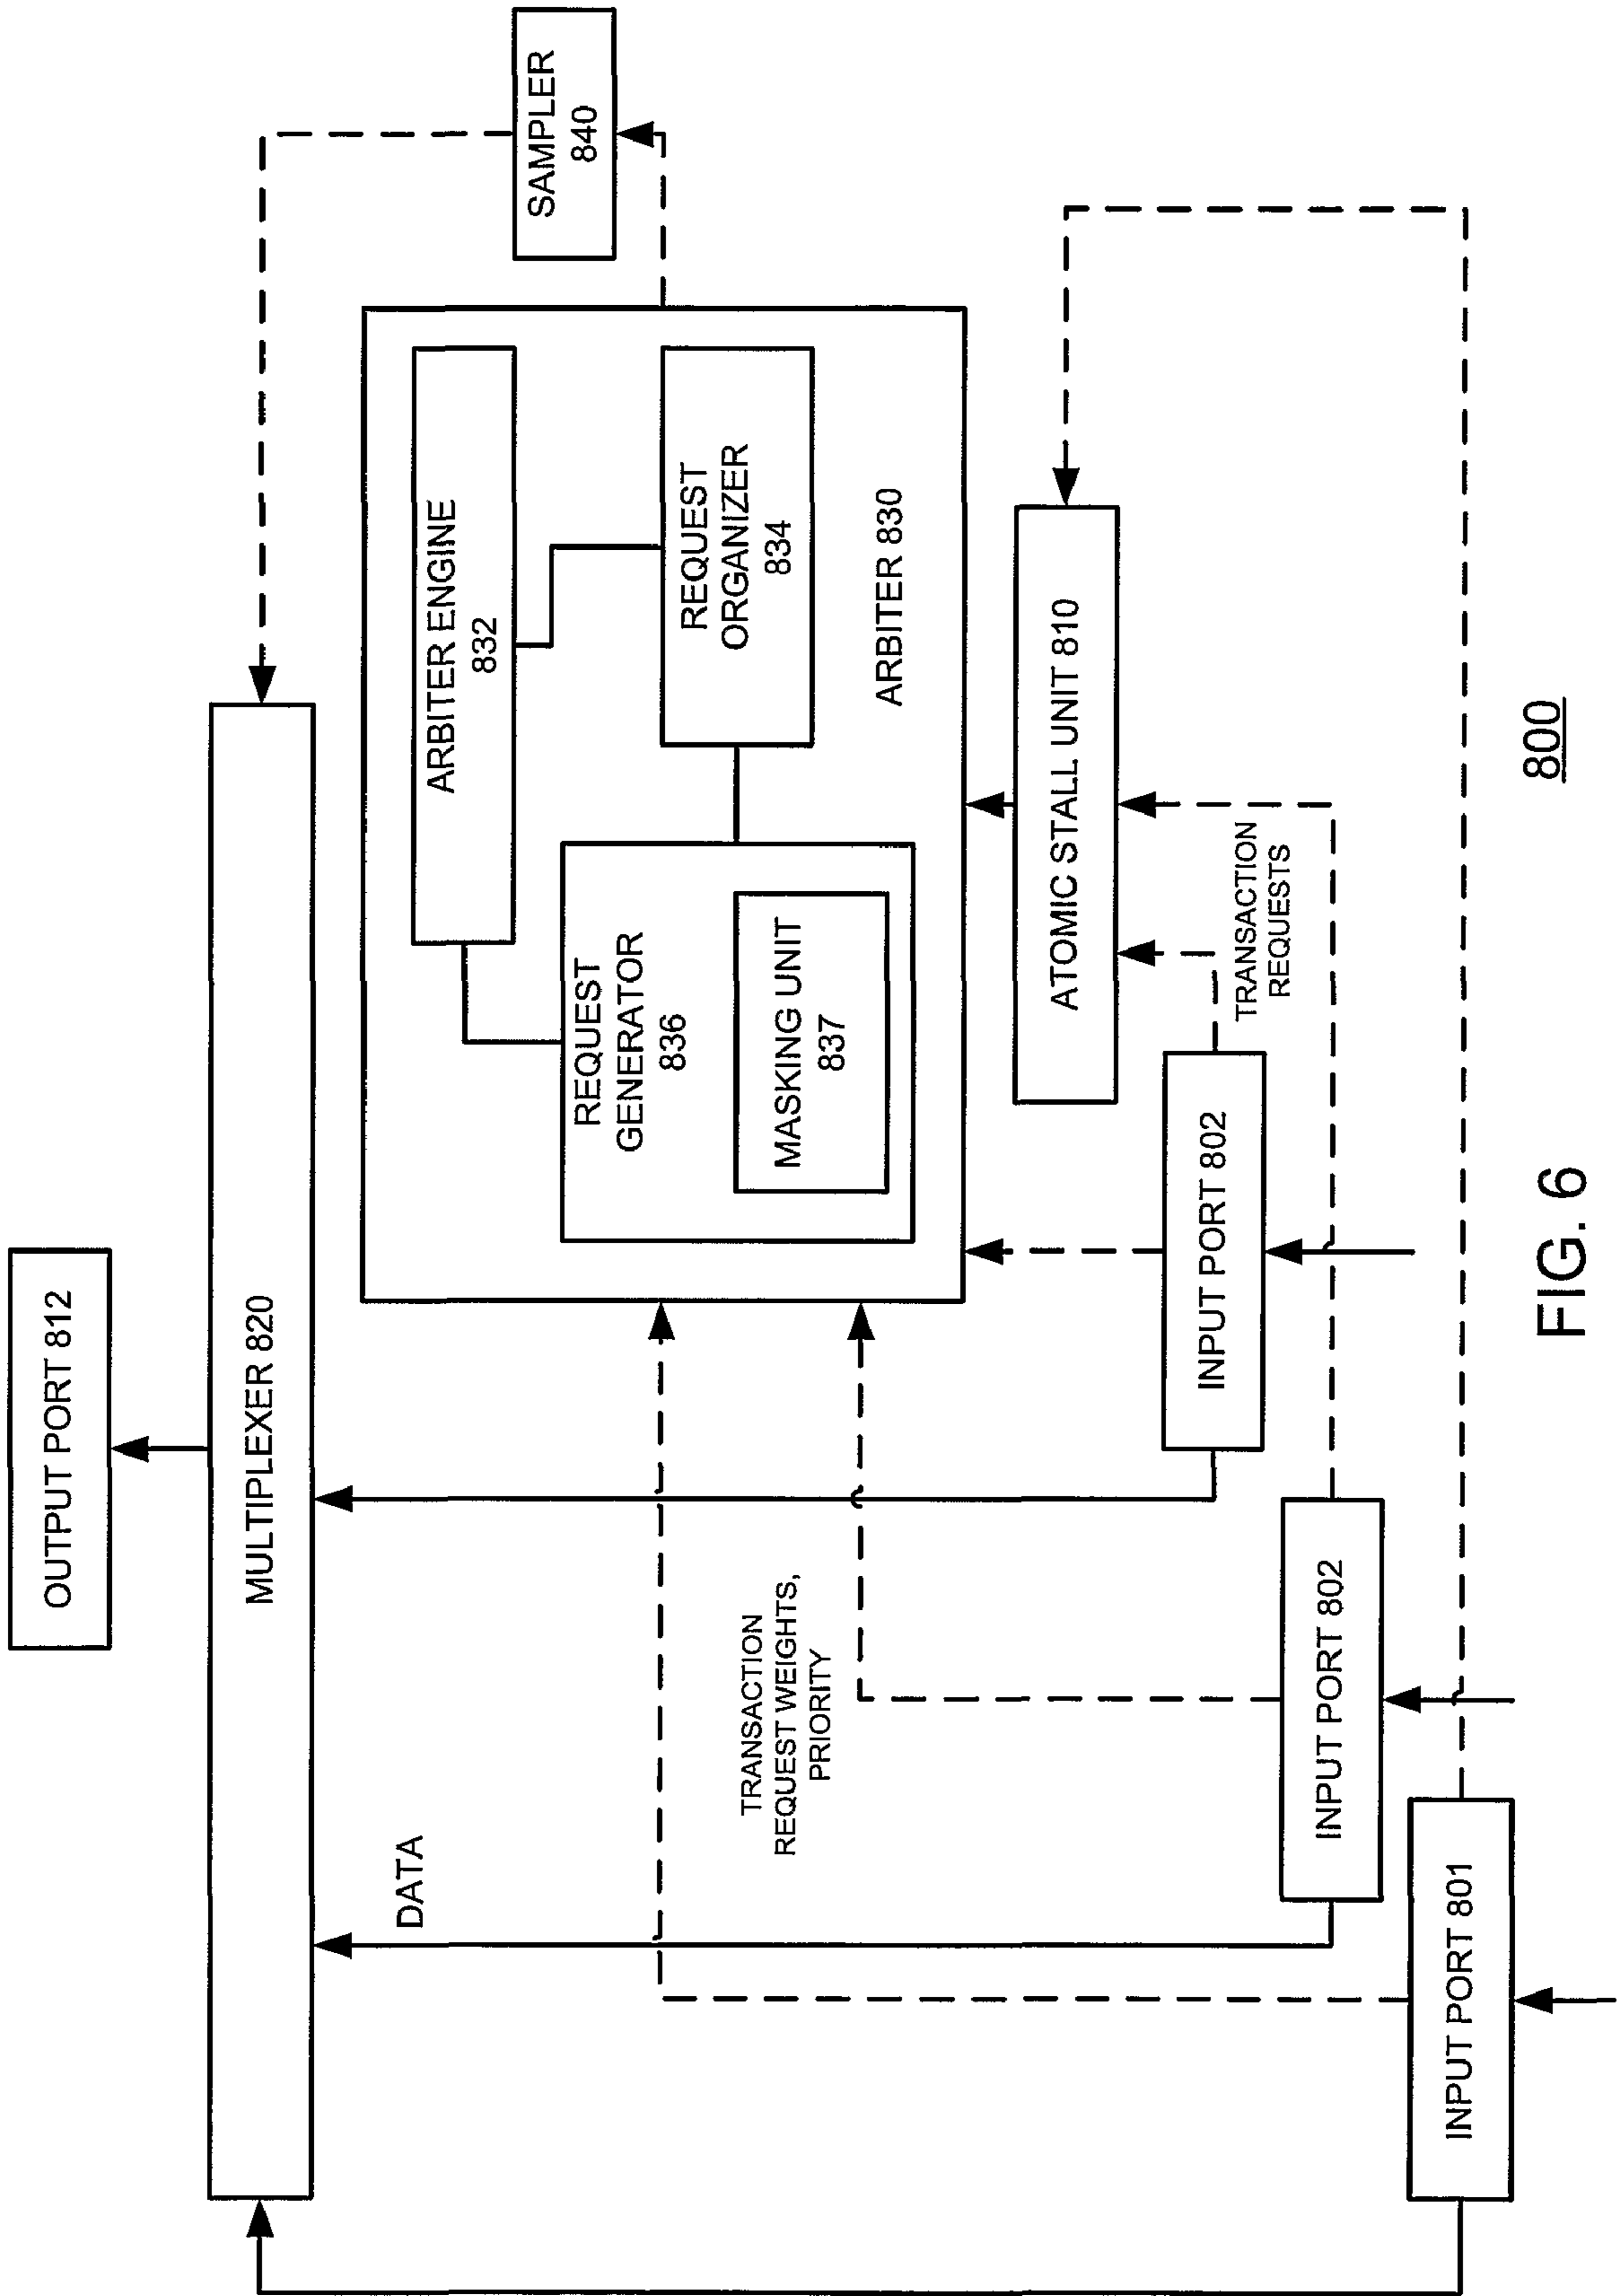 OUTPUT PORT 812
MULTIPLEXER 820
SAMPLER
840
DATA
ARBITER ENGINE
832
REQUEST
GENERATOR
836
MASKING UNIT
837
REQUEST
ORGANIZER
834
ARBITER 830
TRANSACTION
REQUEST WEIGHTS,
PRIORITY
ATOMIC STALL UNIT 810
TRANSACTION
REQUESTS
INPUT PORT 802
INPUT PORT 802
INPUT PORT 801
800
FIG. 6